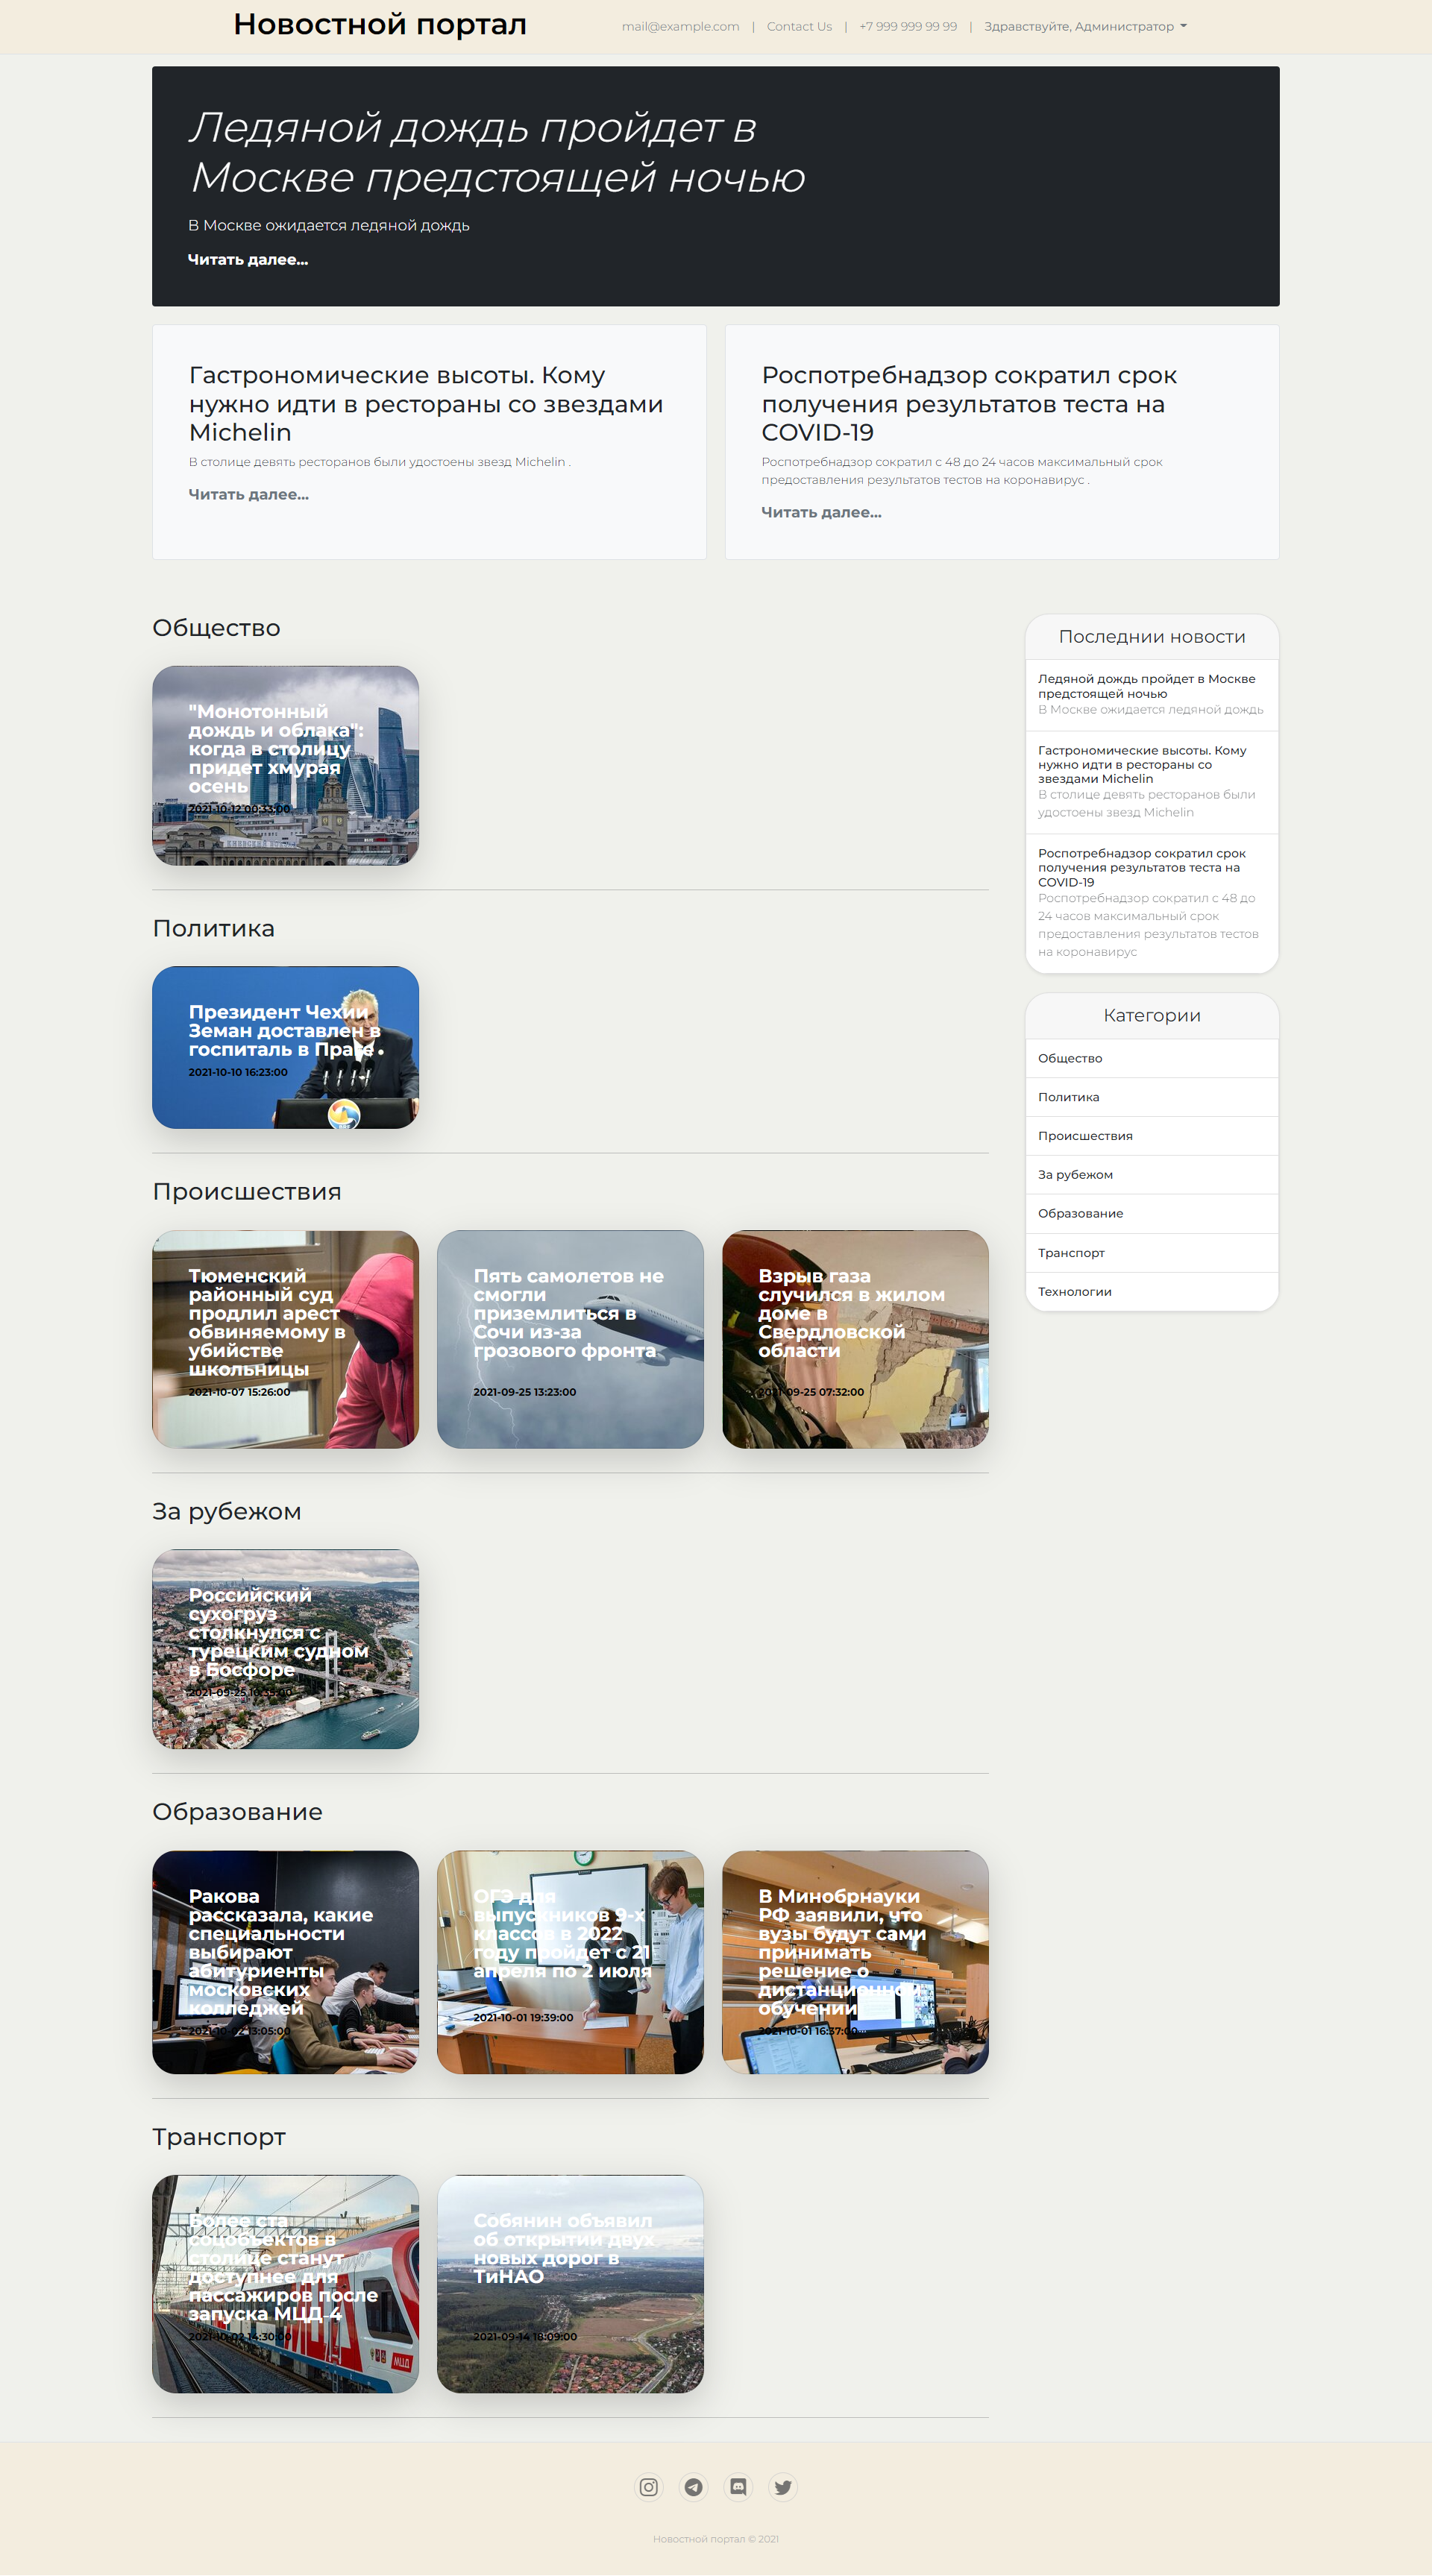 Новостной портал
mail@example.com | Contact Us | +7 999 999 99 99 | Здравствуйте, Администратор
Ледяной дождь пройдет в
Москве предстоящей ночью
В Москве ожидается ледяной дождь
Читать далее...
Гастрономические высоты. Кому
нужно идти в рестораны со звездами
Michelin
В столице девять ресторанов были удостоены звезд Michelin .
Читать далее...
Роспотребнадзор сократил срок
получения результатов теста на
COVID-19
Роспотребнадзор сократил с 48 до 24 часов максимальный срок
предоставления результатов тестов на коронавирус .
Читать далее...
Общество
"Монотонный
дождь и облака":
когда в столицу
придет хмурая
осень
2021-10-12 00:33:00
Политика
Президент Чехии
Земан доставлен в
госпиталь в Праге
2021-10-10 16:23:00
Происшествия
Тюменский
районный суд
продлил арест
обвиняемому в
убийстве
школьницы
2021-10-07 15:26:00
Пять самолетов не
смогли
приземлиться в
Сочи из-за
грозового фронта
2021-09-25 13:23:00
Взрыв газа
случился в жилом
доме в
Свердловской
области
2021-09-25 07:32:00
За рубежом
Российский
сухогруз
столкнулся с
турецким судном
в Босфоре
2021-09-25
Образование
Ракова
рассказала, какие
специальности
выбирают
абитуриенты
московских
колледжей
2021-10-02 13:05:00
ОГЭ для
выпускников 9-х
классов в 2022
году пройдет с 21
апреля по 2 июля
2021-10-01 19:39:00
В Минобрнауки
РФ заявили, что
вузы будут сами
принимать
решение о
дистанционном
обучении
2021-10-01 16:37:00
Транспорт
Более ста
соцобъектов в
столице станут
доступнее для
пассажиров после
запуска МЦД-4
2021-10-02 14:30:00
Собянин объявил
об открытии двух
новых дорог в
ТиНАО
2021-09-14 18:09:00
Последнии новости
Ледяной дождь пройдет в Москве
предстоящей ночью
В Москве ожидается ледяной дождь
Гастрономические высоты. Кому
нужно идти в рестораны со
звездами Michelin
В столице девять ресторанов были
удостоены звезд Michelin
Роспотребнадзор сократил срок
получения результатов теста на
COVID-19
Роспотребнадзор сократил с 48 до
24 часов максимальный срок
предоставления результатов тестов
на коронавирус
Категории
Общество
Политика
Происшествия
За рубежом
Образование
Транспорт
Технологии
Новостной портал © 2021